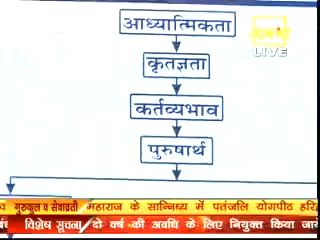 आध्यात्मिकता
LIVE
कृतज्ञता
कर्तव्यभाव
पुरुषार्थ
गुरुकुल व सेवाव्रती महाराज के सान्निध्य में पतंजलि योगपीठ हरि
विशेष सूचना दो वर्ष की अवधि के लिए नियुक्त किया जाये